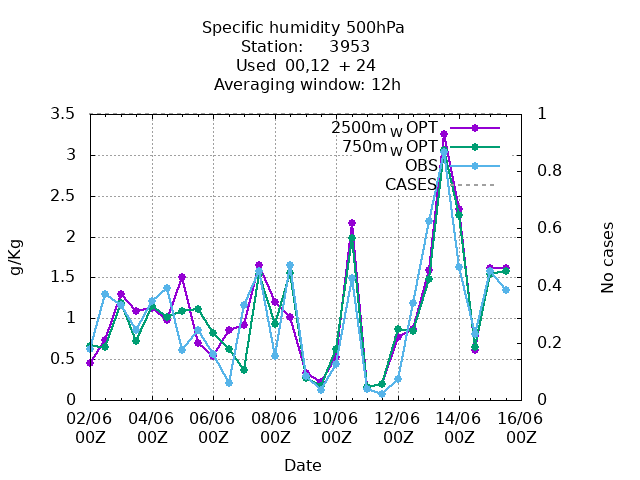 Specific humidity 500hPa
Station: 3953
Used 00,12 + 24
Averaging window: 12h
2500m W OPT
750m W OPT
OBS
CASES
g/Kg
3.5
3
2.5
2
1.5
1
0.5
0
No cases
1
0.8
0.6
0.4
0.2
0
02/06 04/06 06/06 08/06 10/06 12/06 14/06 16/06
00Z 00Z 00Z 00Z 00Z 00Z 00Z 00Z
Date